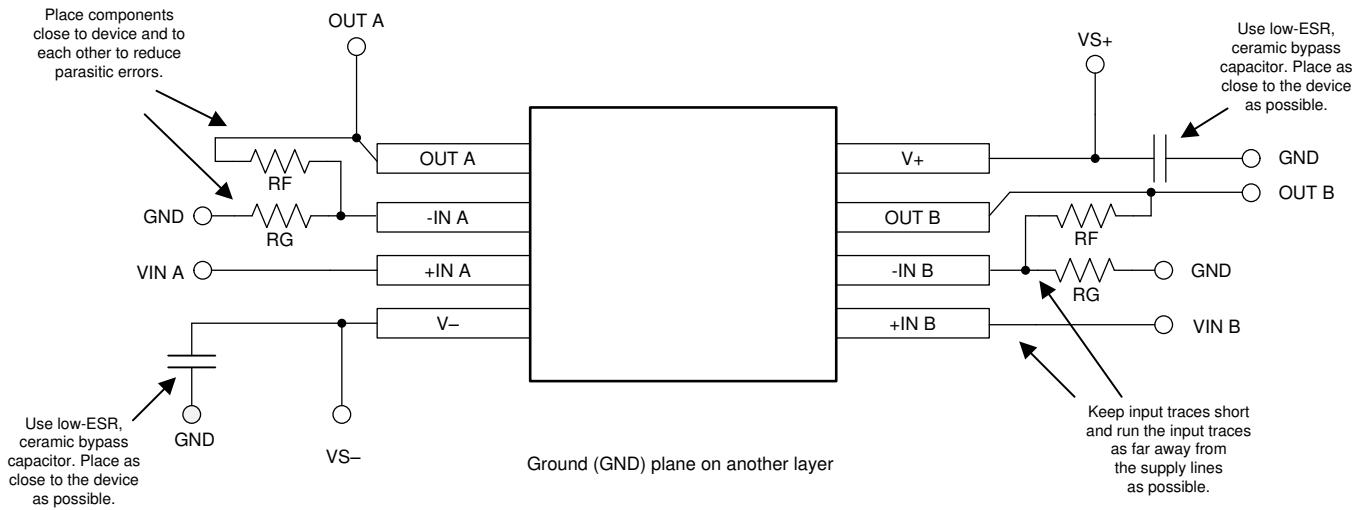 Place components
close to device and to
each other to reduce
parasitic errors.
OUT A
VS+
Use low-ESR,
ceramic bypass
capacitor. Place as
close to the device
as possible.
OUT A
V+
GND
RF
OUT B
GND
-IN A
OUT B
RG
RF
VIN A
+IN A
-IN B
GND
RG
V–
+IN B
VIN B
Use low-ESR,
ceramic bypass
capacitor. Place as
close to the device
as possible.
GND
VS–
Ground (GND) plane on another layer
Keep input traces short
and run the input traces
as far away from
the supply lines
as possible.